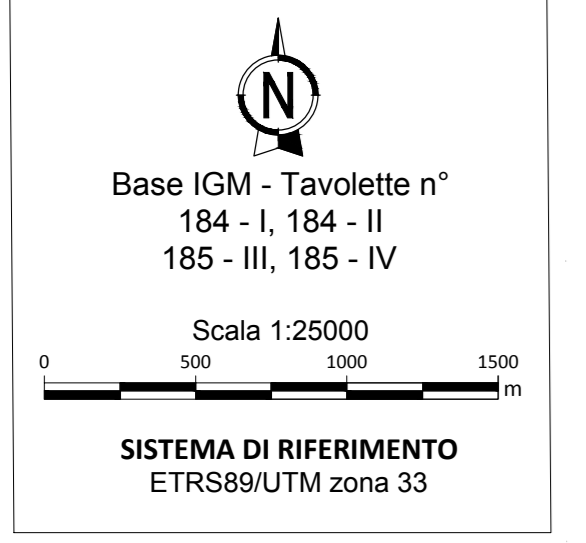 N
Base IGM - Tavolette n°
184 - I, 184 - II
185 - III, 185 - IV
Scala 1:25000
0 500 1000 1500
m
SISTEMA DI RIFERIMENTO
ETRS89/UTM zona 33